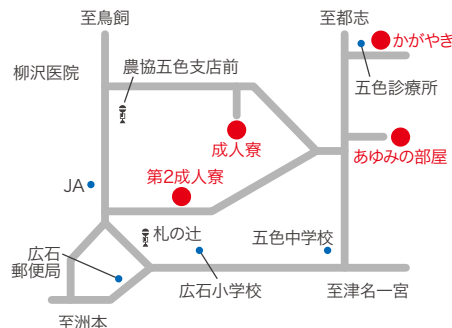 至鳥飼
至都志
かがやき
柳沢医院
農協五色支店前
五色診療所
成人寮
あゆみの部屋
第2成人寮
JA
札の辻
五色中学校
広石
郵便局
広石小学校
至津名一宮
至洲本